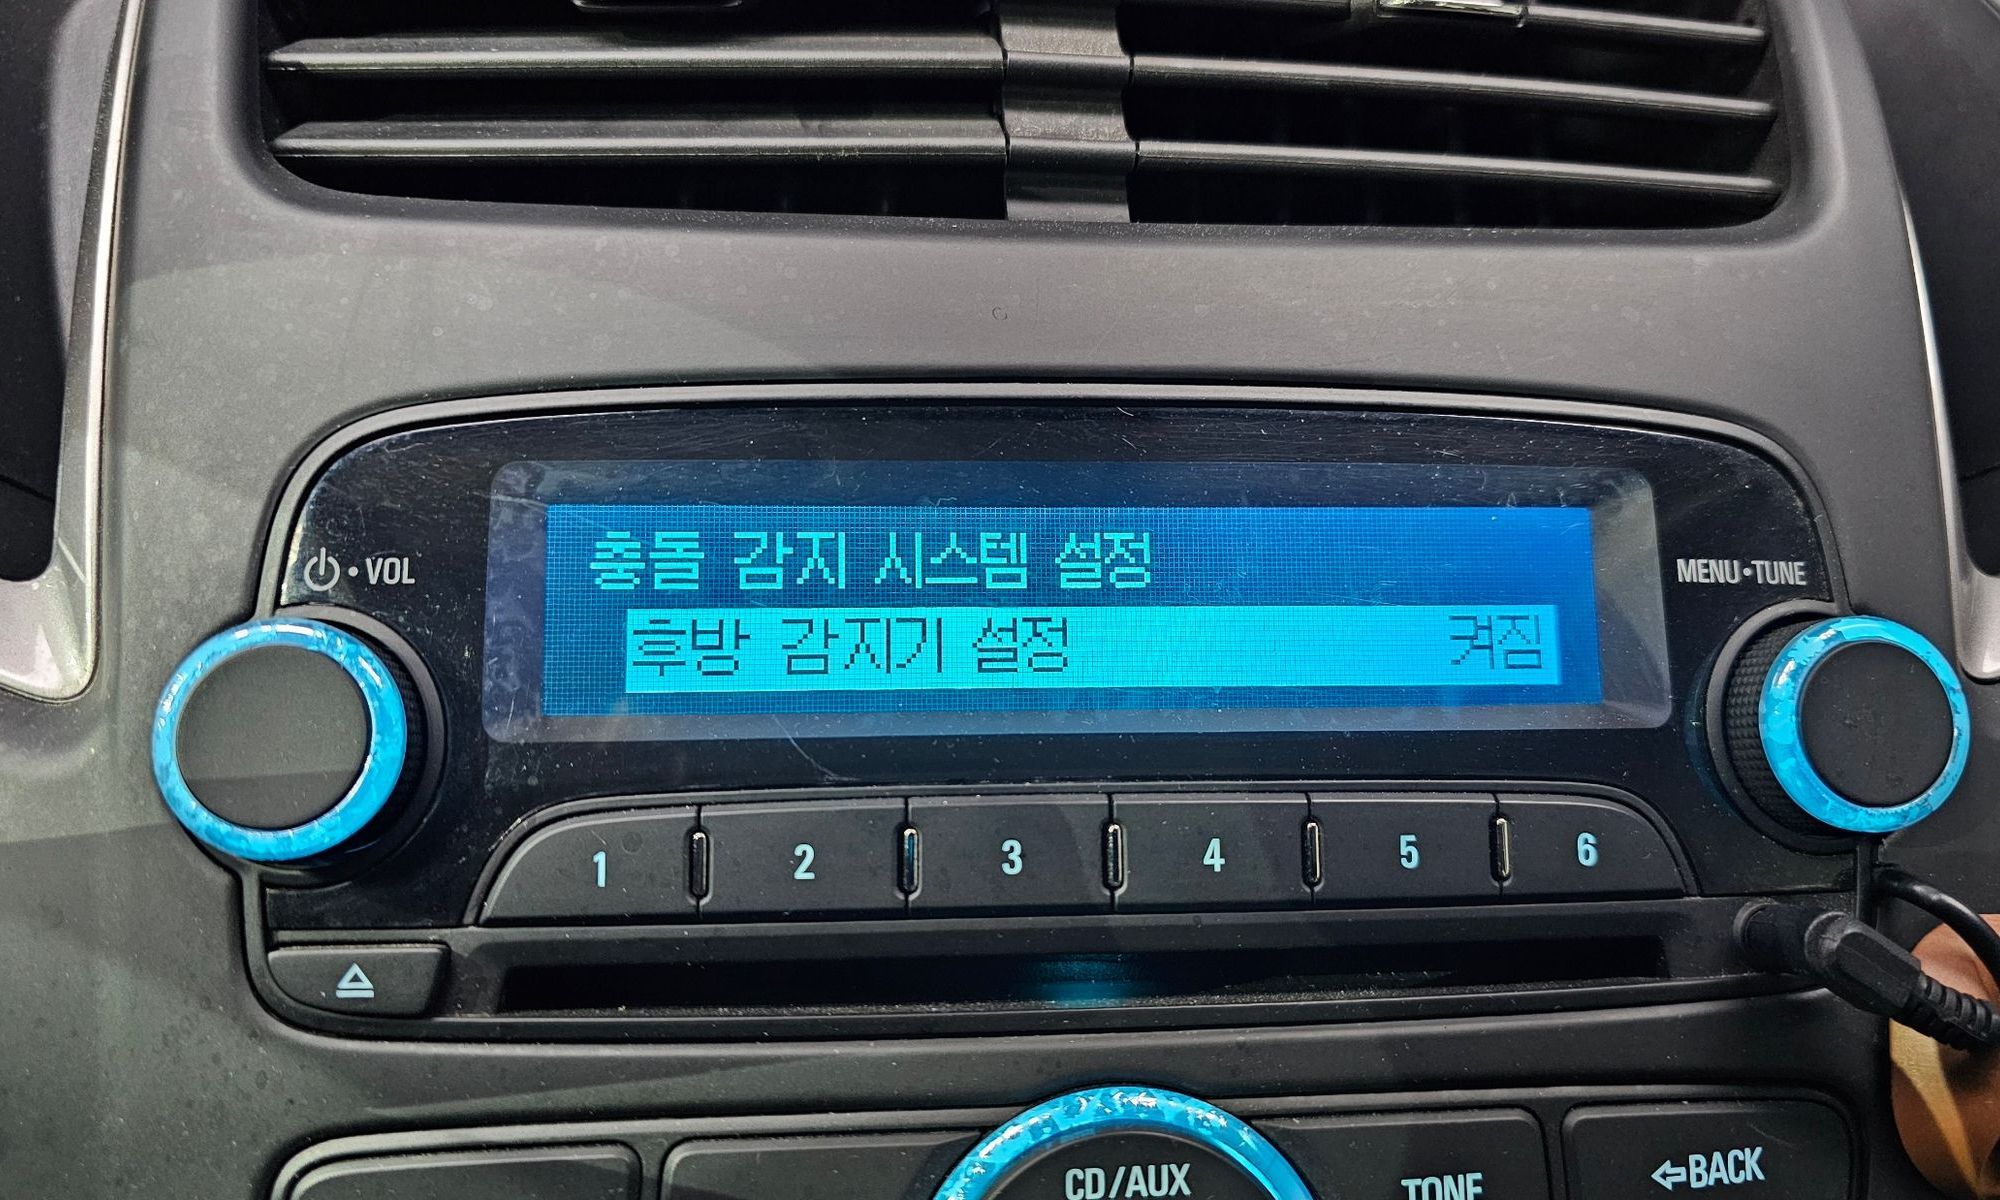 충돌 감지 시스템 설정
후방 감지기 설정 켜짐
VOL
MENU•TUNE
1 2 3 4 5 6
CD/AUX
TONE
BACK